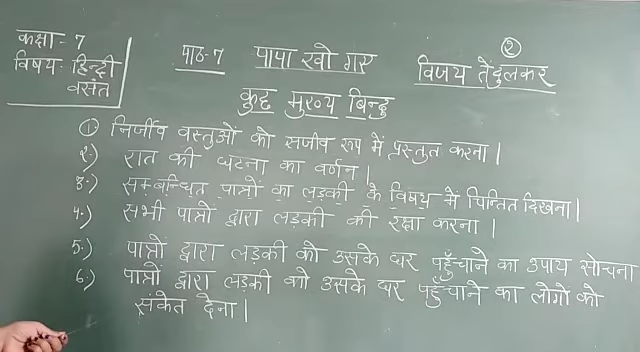 कक्षा - 7
विषय - हिन्दी
वसंत
पाठ-7 पापा खो गए
२
विजय तेंदुलकर
कुछ मुख्य बिन्दु
1. निर्जीव वस्तुओं को सजीव रूप में प्रस्तुत करना।
२.) रात की घटना का वर्णन।
3.) सम्बन्धित पात्रों का लड़की के विषय में चिन्तित दिखना।
4.) सभी पात्रों द्वारा लड़की की रक्षा करना।
5.) पात्रों द्वारा लड़की को उसके घर पहुँचाने का उपाय सोचना
6.) पात्रों द्वारा लड़की को उसके घर पहुँचाने का लोगो को
संकेत देना।